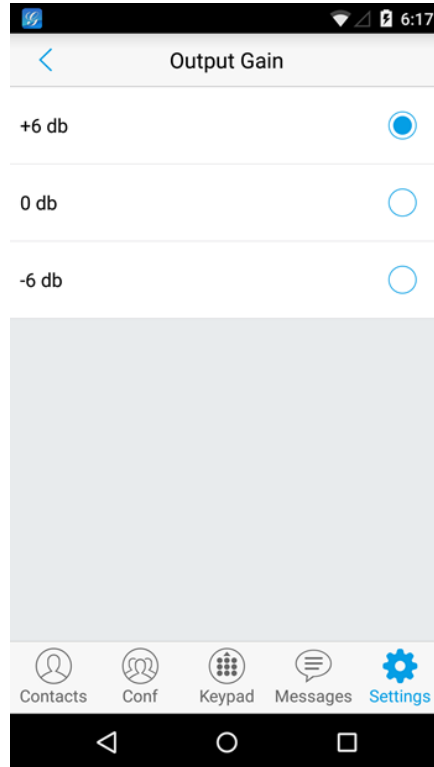 6:17
Output Gain
+6 db
0 db
-6 db
Contacts Conf Keypad Messages Settings